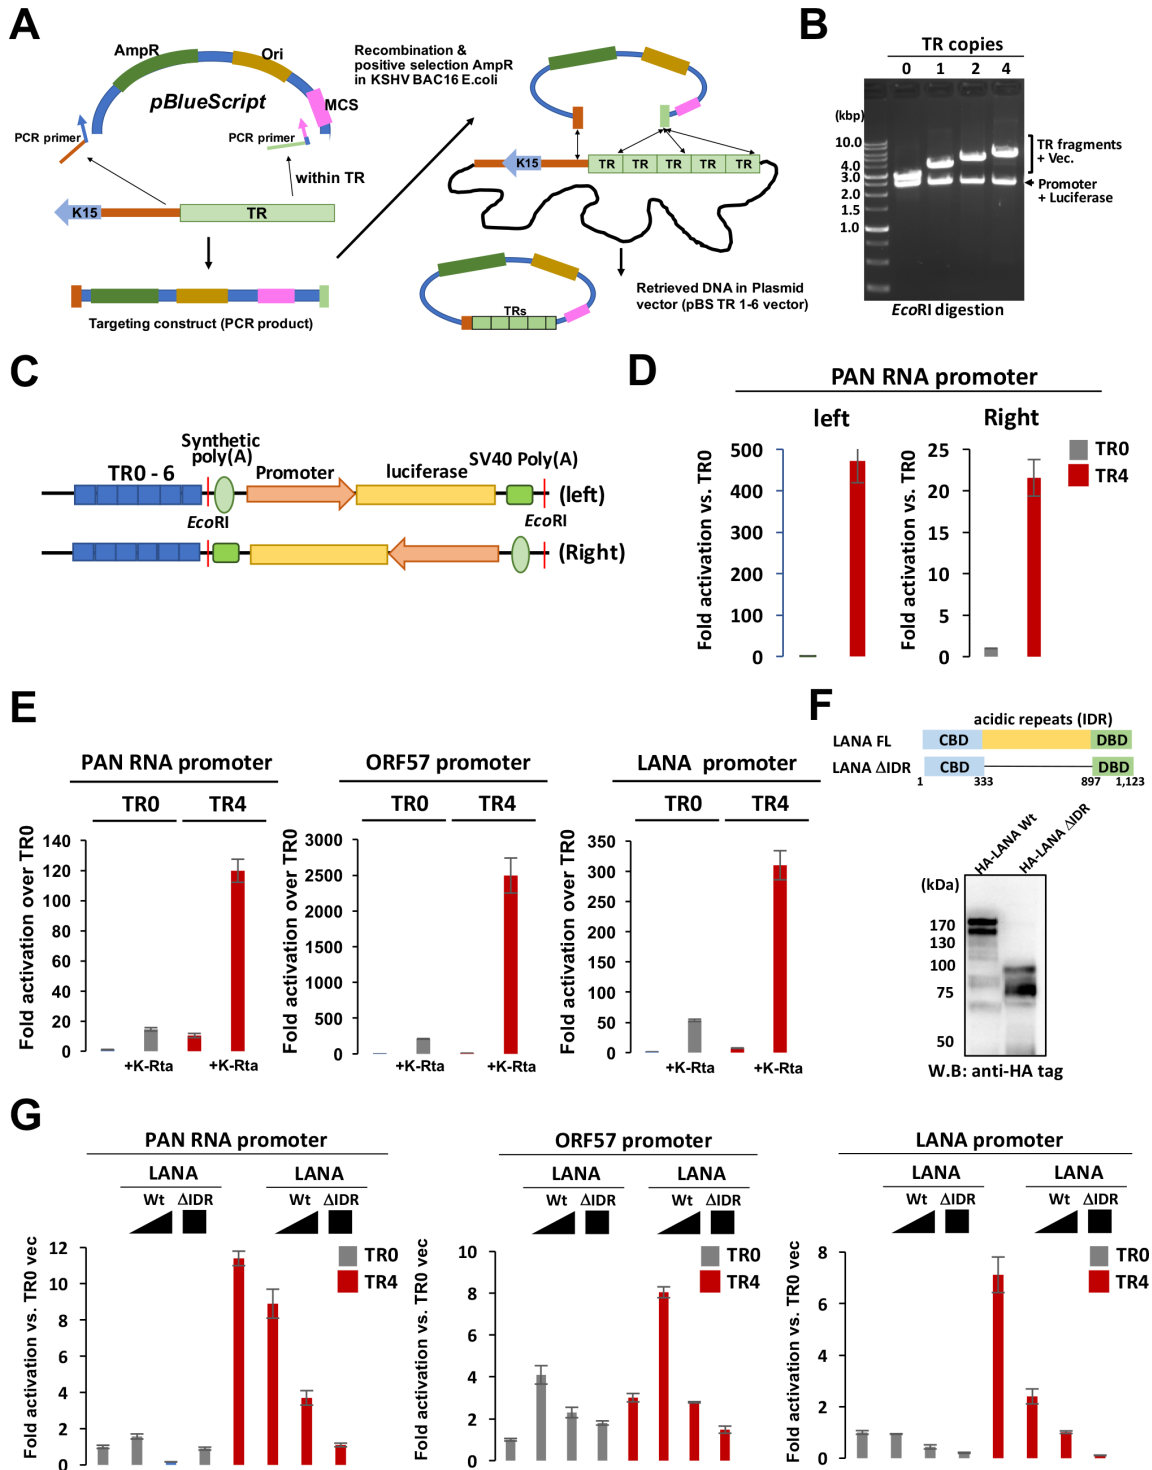 A
AmpR
Ori
pBlueScript
MCS
PCR primer
PCR primer
within TR
K15
TR
Targeting construct (PCR product)
Recombination &
positive selection AmpR
in KSHV BAC16 E.coli
K15
TR TR TR TR TR
TRs
Retrieved DNA in Plasmid
vector (pBS TR 1-6 vector)
B
TR copies
0 1 2 4
(kbp)
10.0
4.0
3.0
2.0
1.5
1.0
TR fragments
+ Vec.
Promoter
+ Luciferase
EcoRI digestion
C
TR0 - 6
Synthetic
poly(A)
Promoter
luciferase
SV40 Poly(A)
(left)
EcoRI
EcoRI
(Right)
D
PAN RNA promoter
left
Right
Fold activation vs. TR0
500
400
300
200
100
0
Fold activation vs. TR0
25
20
15
10
5
0
TR0
TR4
E
PAN RNA promoter
TR0 TR4
Fold activation over TR0
140
120
100
80
60
40
20
0
+K-Rta +K-Rta
ORF57 promoter
TR0 TR4
Fold activation over TR0
3000
2500
2000
1500
1000
500
0
+K-Rta +K-Rta
LANA promoter
TR0 TR4
Fold activation over TR0
350
300
250
200
150
100
50
0
+K-Rta +K-Rta
F
acidic repeats (IDR)
LANA FL
CBD
DBD
LANA ΔIDR
CBD
DBD
1 333 897 1,123
HA-LANA Wt
HA-LANA ΔIDR
(kDa)
170
130
100
75
50
W.B: anti-HA tag
G
PAN RNA promoter
LANA LANA
Wt ΔIDR Wt ΔIDR
Fold activation vs. TR0 vec
12
10
8
6
4
2
0
TR0
TR4
ORF57 promoter
LANA LANA
Wt ΔIDR Wt ΔIDR
Fold activation vs. TR0 vec
10
8
6
4
2
0
TR0
TR4
LANA promoter
LANA LANA
Wt ΔIDR Wt ΔIDR
Fold activation vs. TR0 vec
8
6
4
2
0
TR0
TR4